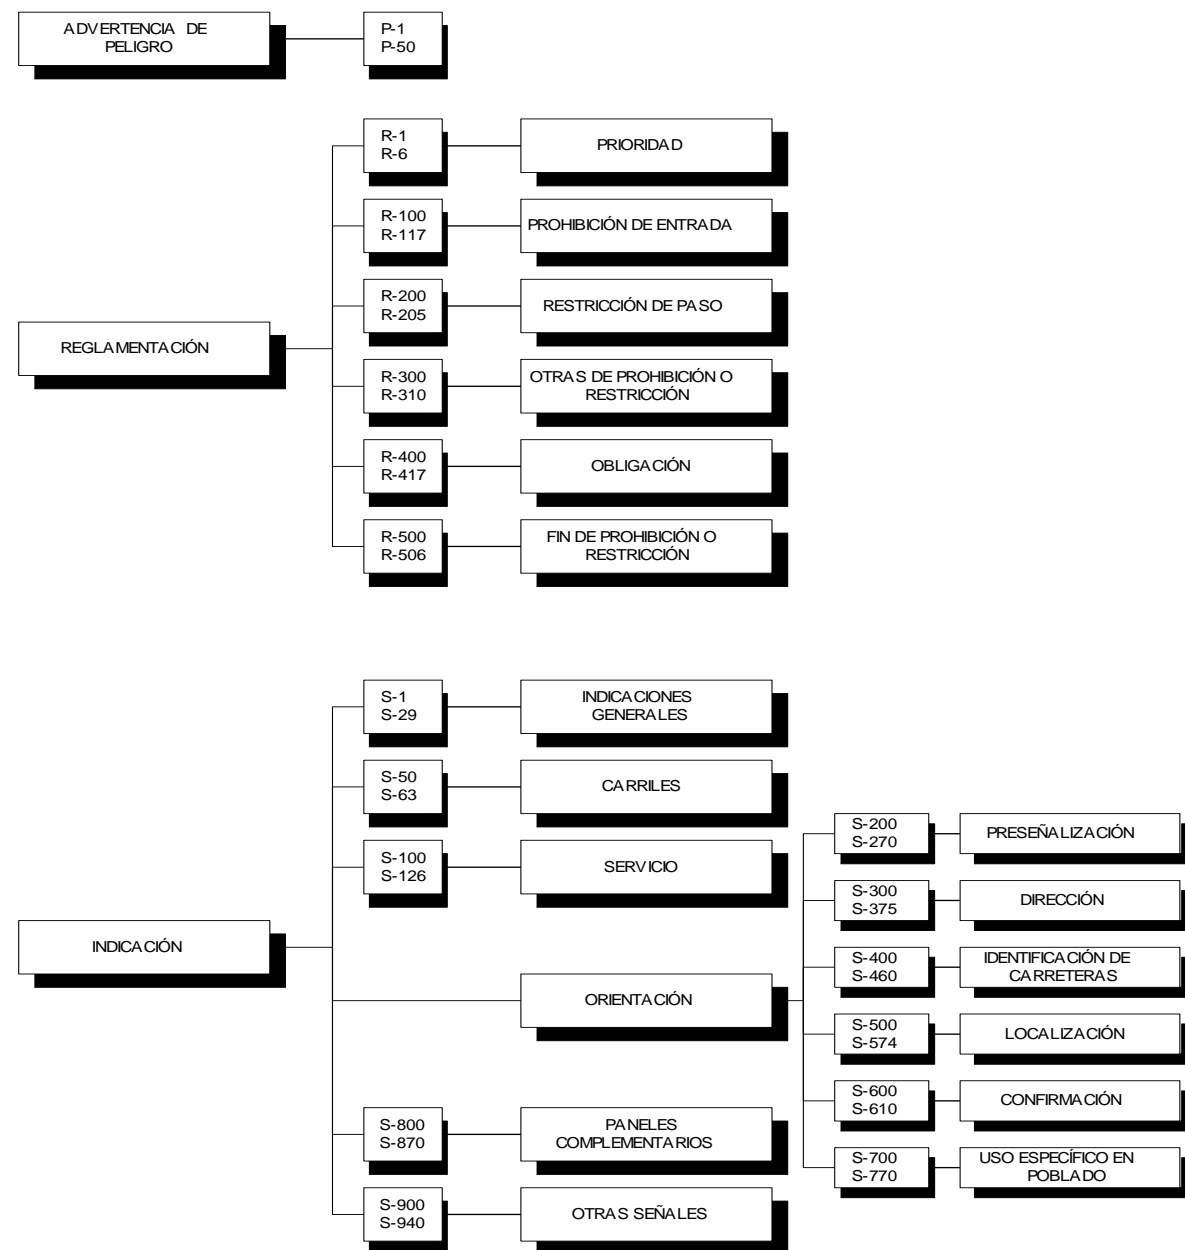 ADVERTENCIA DE
PELIGRO
P-1
P-50
REGLAMENTACIÓN
R-1
R-6
PRIORIDAD
R-100
R-117
PROHIBICIÓN DE ENTRADA
R-200
R-205
RESTRICCIÓN DE PASO
R-300
R-310
OTRAS DE PROHIBICIÓN O
RESTRICCIÓN
R-400
R-417
OBLIGACIÓN
R-500
R-506
FIN DE PROHIBICIÓN O
RESTRICCIÓN
INDICACIÓN
S-1
S-29
INDICACIONES
GENERALES
S-50
S-63
CARRILES
S-100
S-126
SERVICIO
ORIENTACIÓN
S-200
S-270
PRESEÑALIZACIÓN
S-300
S-375
DIRECCIÓN
S-400
S-460
IDENTIFICACIÓN DE
CARRETERAS
S-500
S-574
LOCALIZACIÓN
S-600
S-610
CONFIRMACIÓN
S-700
S-770
USO ESPECÍFICO EN
POBLADO
S-800
S-870
PANELES
COMPLEMENTARIOS
S-900
S-940
OTRAS SEÑALES